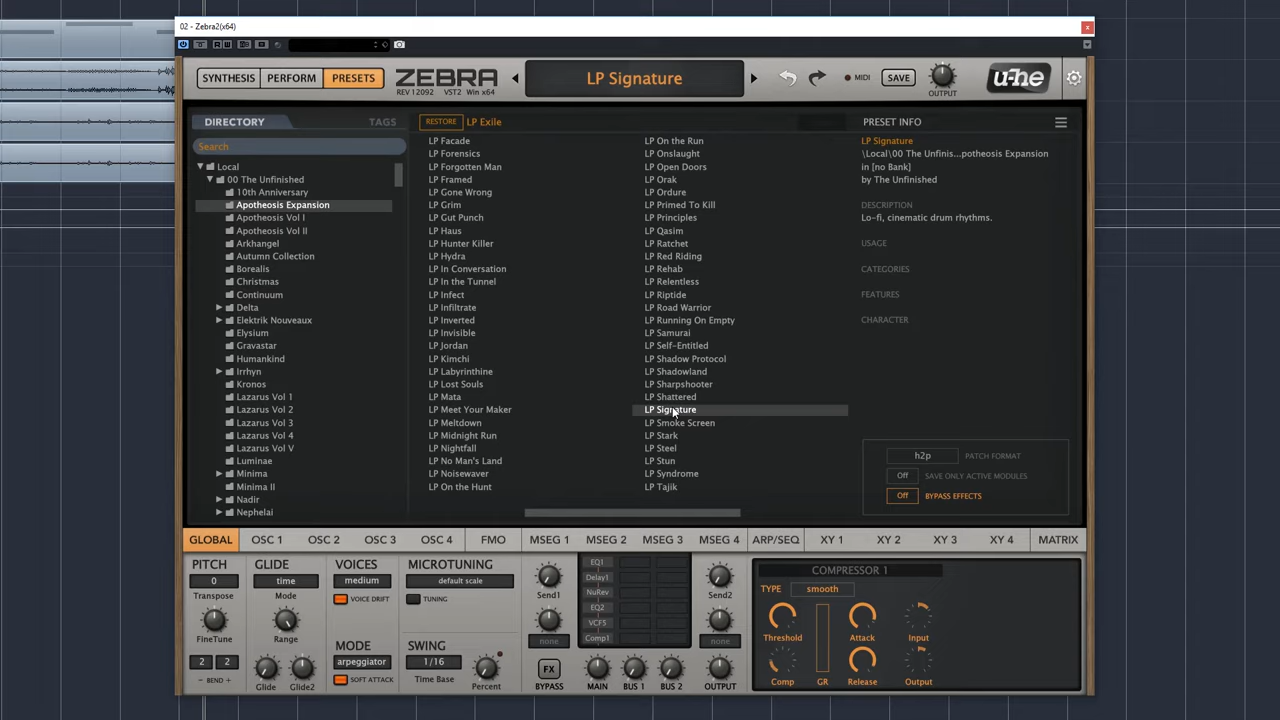 02 - Zebra2(x64)
SYNTHESIS PERFORM PRESETS ZEBRA
REV 12092 VST2 Win x64
LP Signature
MIDI SAVE OUTPUT u-he
DIRECTORY TAGS
Search
Local
00 The Unfinished
10th Anniversary
Apotheosis Expansion
Apotheosis Vol I
Apotheosis Vol II
Arkhangel
Autumn Collection
Borealis
Christmas
Continuum
Delta
Elektrik Nouveaux
Elysium
Gravastar
Humankind
Irrhyn
Kronos
Lazarus Vol 1
Lazarus Vol 2
Lazarus Vol 3
Lazarus Vol 4
Lazarus Vol V
Luminae
Minima
Minima II
Nadir
Nephelai
RESTORE LP Exile
LP Facade
LP Forensics
LP Forgotten Man
LP Framed
LP Gone Wrong
LP Grim
LP Gut Punch
LP Haus
LP Hunter Killer
LP Hydra
LP In Conversation
LP In the Tunnel
LP Infect
LP Infiltrate
LP Inverted
LP Invisible
LP Jordan
LP Kimchi
LP Labyrinthe
LP Lost Souls
LP Mata
LP Meet Your Maker
LP Meltdown
LP Midnight Run
LP Nightfall
LP No Man's Land
LP Noisewaver
LP On the Hunt
LP On the Run
LP Onslaught
LP Open Doors
LP Orak
LP Ordure
LP Primed To Kill
LP Principles
LP Qasim
LP Ratchet
LP Red Riding
LP Rehab
LP Relentless
LP Riptide
LP Road Warrior
LP Running On Empty
LP Samurai
LP Self-Entitled
LP Shadow Protocol
LP Shadowland
LP Sharpshooter
LP Shattered
LP Signature
LP Smoke Screen
LP Stark
LP Steel
LP Stun
LP Syndrome
LP Tajik
PRESET INFO
LP Signature
\Local\00 The Unfinis...potheosis Expansion
in [no Bank]
by The Unfinished
DESCRIPTION
Lo-fi, cinematic drum rhythms.
USAGE
CATEGORIES
FEATURES
CHARACTER
h2p PATCH FORMAT
Off SAVE ONLY ACTIVE MODULES
Off BYPASS EFFECTS
GLOBAL OSC 1 OSC 2 OSC 3 OSC 4 FMO MSEG 1 MSEG 2 MSEG 3 MSEG 4 ARP/SEQ XY 1 XY 2 XY 3 XY 4 MATRIX
PITCH
0
Transpose
FineTune
2 2
- BEND +
GLIDE
time
Mode
Range
Glide Glide2
VOICES
medium
VOICE DRIFT
MODE
arpeggiator
SOFT ATTACK
MICROTUNING
default scale
TUNING
SWING
1/16
Time Base Percent
Send1
none
FX
BYPASS
EQ1
Delay1
NuRev
EQ2
VCF5
Comp1
MAIN BUS 1 BUS 2 OUTPUT
Send2
none
COMPRESSOR 1
TYPE smooth
Threshold Attack Input
Comp GR Release Output